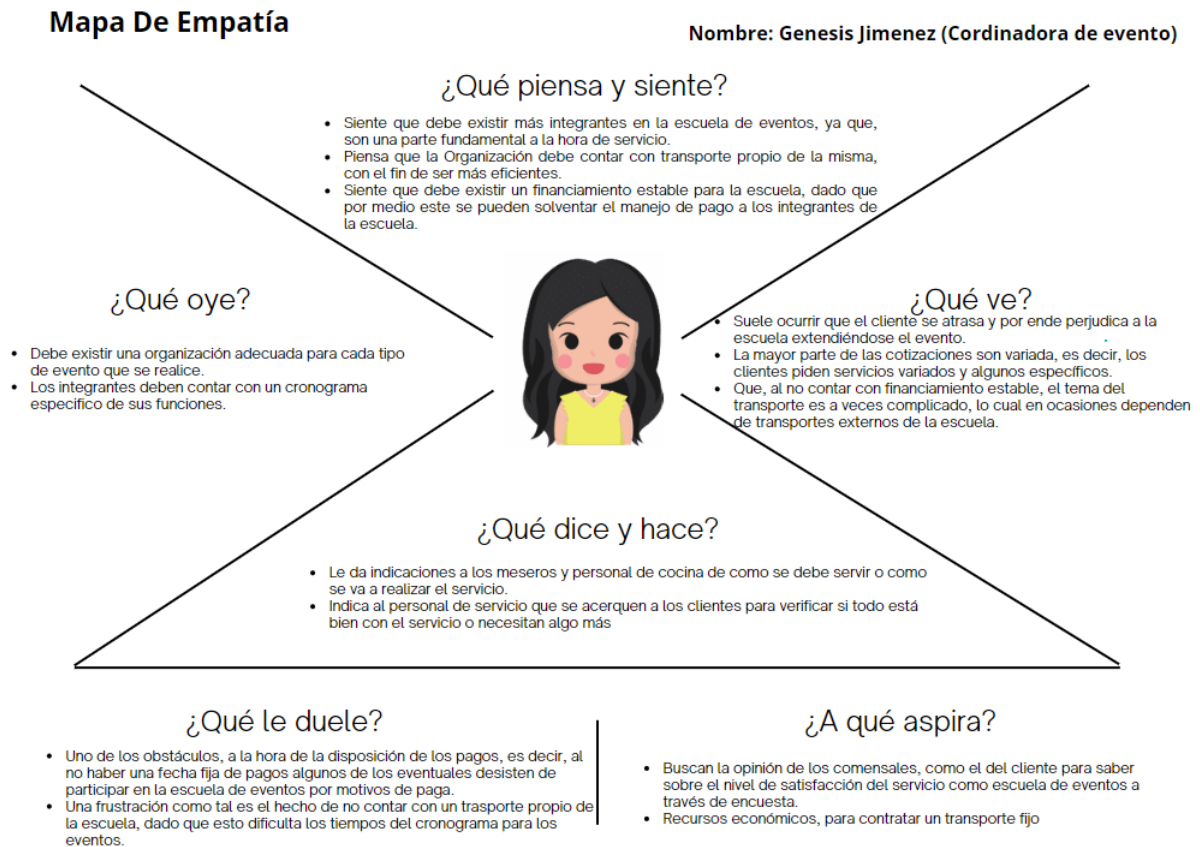 Mapa De Empatía
Nombre: Genesis Jimenez (Cordinadora de evento)
¿Qué piensa y siente?
• Siente que debe existir más integrantes en la escuela de eventos, ya que,
son una parte fundamental a la hora de servicio.
• Piensa que la Organización debe contar con transporte propio de la misma,
con el fin de ser más eficientes.
• Siente que debe existir un financiamiento estable para la escuela, dado que
por medio este se pueden solventar el manejo de pago a los integrantes de
la escuela.
¿Qué oye?
• Debe existir una organización adecuada para cada tipo
de evento que se realice.
• Los integrantes deben contar con un cronograma
especifico de sus funciones.
¿Qué ve?
• Suele ocurrir que el cliente se atrasa y por ende perjudica a la
escuela extendiéndose el evento.
• La mayor parte de las cotizaciones son variada, es decir, los
clientes piden servicios variados y algunos específicos.
• Que, al no contar con financiamiento estable, el tema del
transporte es a veces complicado, lo cual en ocasiones dependen
de transportes externos de la escuela.
¿Qué dice y hace?
• Le da indicaciones a los meseros y personal de cocina de como se debe servir o como
se va a realizar el servicio.
• Indica al personal de servicio que se acerquen a los clientes para verificar si todo está
bien con el servicio o necesitan algo más
¿Qué le duele?
• Uno de los obstáculos, a la hora de la disposición de los pagos, es decir, al
no haber una fecha fija de pagos algunos de los eventuales desisten de
participar en la escuela de eventos por motivos de paga.
• Una frustración como tal es el hecho de no contar con un trasporte propio de
la escuela, dado que esto dificulta los tiempos del cronograma para los
eventos.
¿A qué aspira?
• Buscan la opinión de los comensales, como el del cliente para saber
sobre el nivel de satisfacción del servicio como escuela de eventos a
través de encuesta.
• Recursos económicos, para contratar un transporte fijo